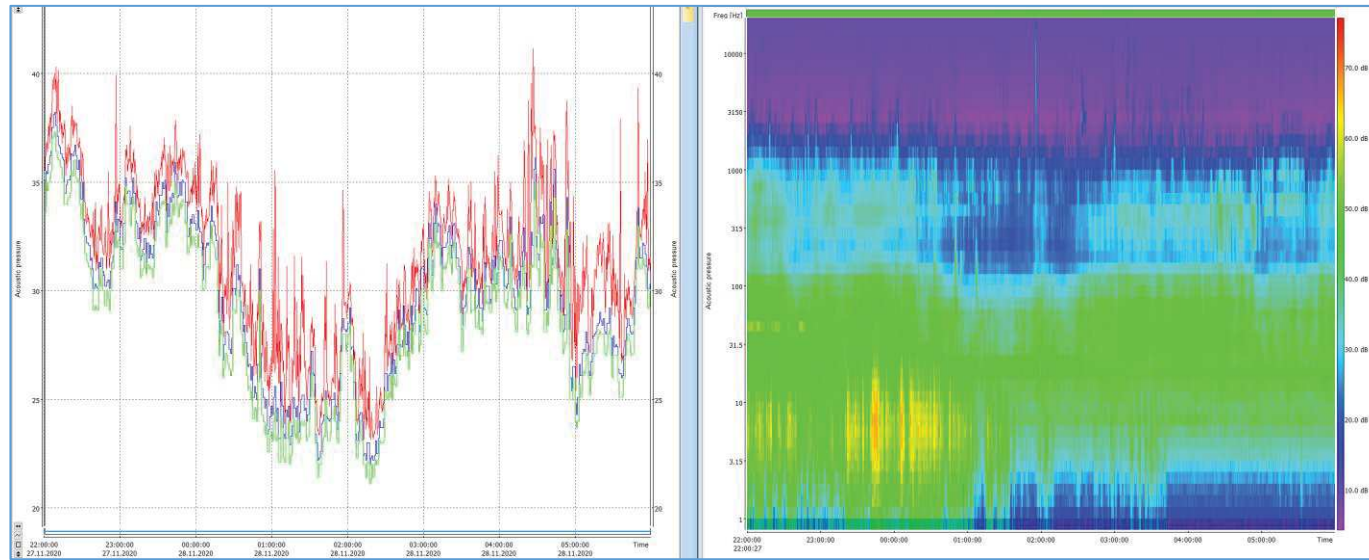 40
35
30
25
20
Acoustic pressure
40
35
30
25
20
Acoustic pressure
22:00:00 23:00:00 00:00:00 01:00:00 02:00:00 03:00:00 04:00:00 05:00:00 Time
27.11.2020 27.11.2020 28.11.2020 28.11.2020 28.11.2020 28.11.2020 28.11.2020 28.11.2020
Freq [Hz]
10000
3150
1000
315
100
31.5
10
3.15
1
Acoustic pressure
22:00:00 23:00:00 00:00:00 01:00:00 02:00:00 03:00:00 04:00:00 05:00:00 Time
22:00:27
70.0 dB
60.0 dB
50.0 dB
40.0 dB
30.0 dB
20.0 dB
10.0 dB